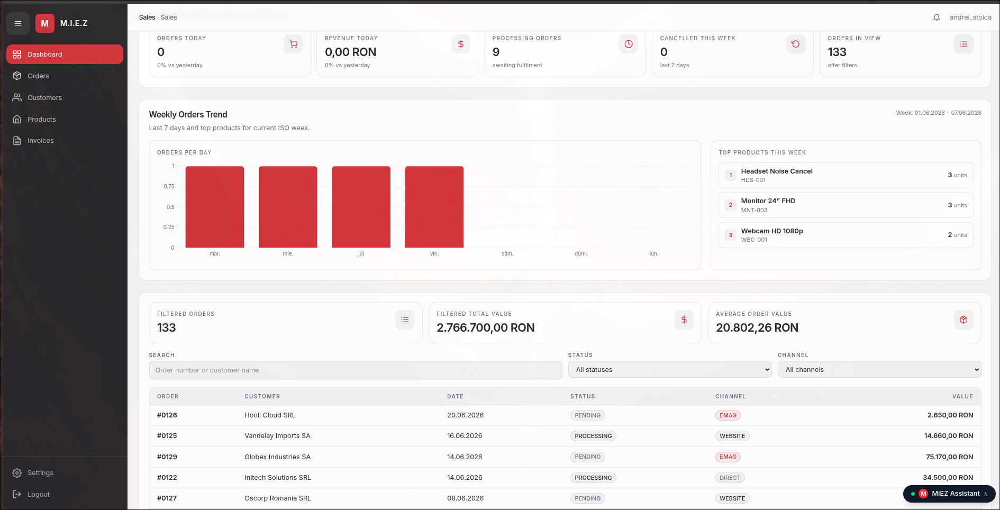 M M.I.E.Z
Dashboard
Orders
Customers
Products
Invoices
Settings
Logout
Sales · Sales
andrei_stoica
ORDERS TODAY
0
0% vs yesterday
REVENUE TODAY
0,00 RON
0% vs yesterday
PROCESSING ORDERS
9
awaiting fulfilment
CANCELLED THIS WEEK
0
last 7 days
ORDERS IN VIEW
133
after filters
Weekly Orders Trend
Week: 01.06.2026 – 07.06.2026
Last 7 days and top products for current ISO week.
ORDERS PER DAY
1
0.75
0.5
0.25
0
mar. mie. joi vin. sâm. dum. lun.
TOP PRODUCTS THIS WEEK
1 Headset Noise Cancel 3 units
HDS-001
2 Monitor 24" FHD 3 units
MNT-003
3 Webcam HD 1080p 2 units
WBC-001
FILTERED ORDERS
133
FILTERED TOTAL VALUE
2.766.700,00 RON
AVERAGE ORDER VALUE
20.802,26 RON
SEARCH
Order number or customer name
STATUS
All statuses
CHANNEL
All channels
ORDER CUSTOMER DATE STATUS CHANNEL VALUE
#0126 Hooli Cloud SRL 20.06.2026 PENDING EMAG 2.650,00 RON
#0125 Vandelay Imports SA 16.06.2026 PROCESSING WEBSITE 14.660,00 RON
#0129 Globex Industries SA 14.06.2026 PENDING EMAG 75.170,00 RON
#0122 Initech Solutions SRL 14.06.2026 PROCESSING DIRECT 34.500,00 RON
#0127 Oscorp Romania SRL 08.06.2026 PENDING WEBSITE
M MIEZ Assistant